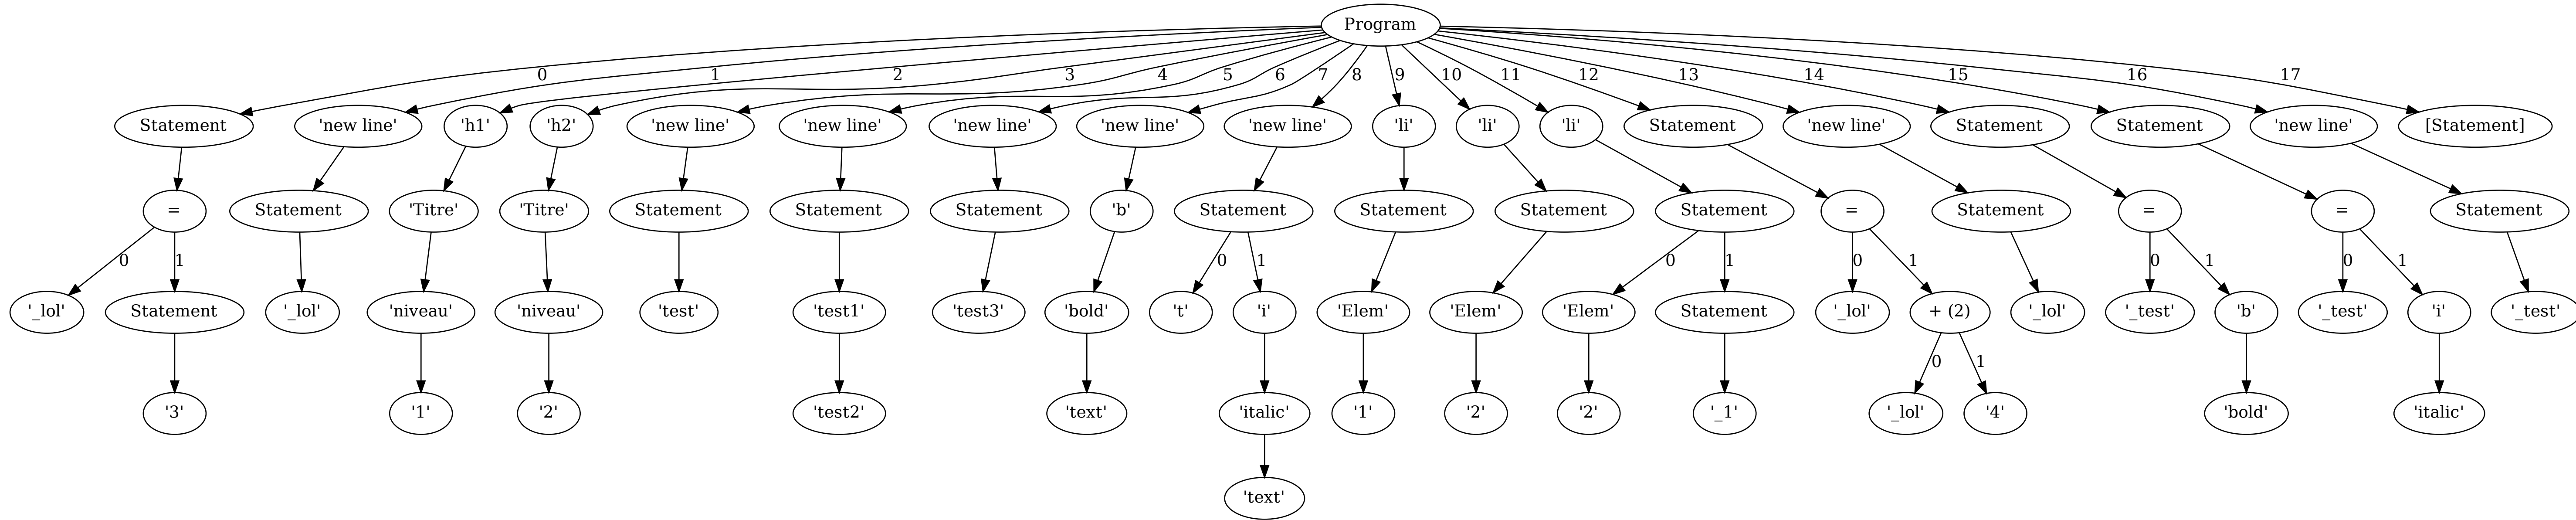 Program
0 1 2 3 4 5 6 7 8 9 10 11 12 13 14 15 16 17
Statement 'new line' 'h1' 'h2' 'new line' 'new line' 'new line' 'new line' 'new line' 'li' 'li' 'li' Statement 'new line' Statement Statement 'new line' [Statement]
= Statement 'Titre' 'Titre' Statement Statement Statement 'b' Statement Statement Statement Statement = Statement = = Statement
0 1 0 1 0 1 0 1 0 1 0 1
'_lol' Statement '_lol' 'niveau' 'niveau' 'test' 'test1' 'test3' 'bold' 't' 'i' 'Elem' 'Elem' 'Elem' Statement '_lol' + (2) '_lol' '_test' 'b' '_test' 'i' '_test'
0 1
'3' '1' '2' 'test2' 'text' 'italic' '1' '2' '2' '_1' '_lol' '4' 'bold' 'italic'
'text'